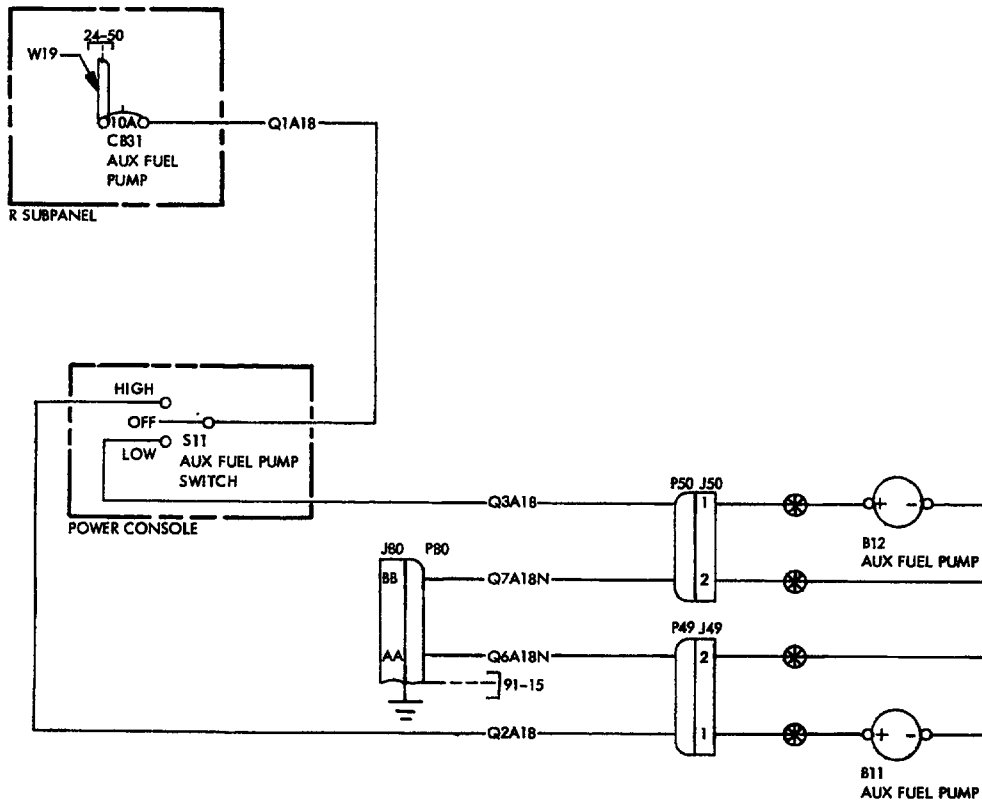 24-50
W19
10A
CB31
AUX FUEL
PUMP
Q1A18
R SUBPANEL
HIGH
OFF
LOW
S11
AUX FUEL PUMP
SWITCH
POWER CONSOLE
Q3A18
P50 J50
1
+ -
B12
AUX FUEL PUMP
J80 P80
BB
Q7A18N
2
P49 J49
AA
Q6A18N
2
91-15
Q2A18
1
+ -
B11
AUX FUEL PUMP